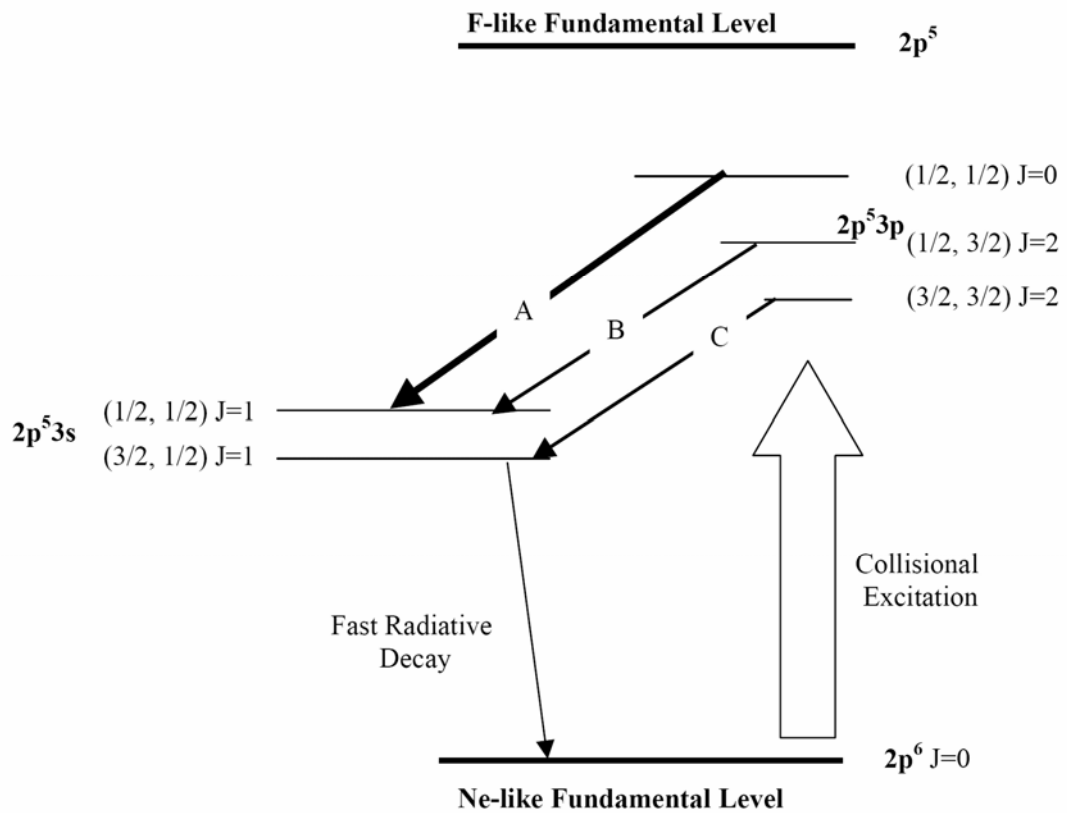 F-like Fundamental Level
2p⁵
(1/2, 1/2) J=0
2p⁵3p
(1/2, 3/2) J=2
(3/2, 3/2) J=2
A
B
C
2p⁵3s
(1/2, 1/2) J=1
(3/2, 1/2) J=1
Collisional
Excitation
Fast Radiative
Decay
2p⁶ J=0
Ne-like Fundamental Level